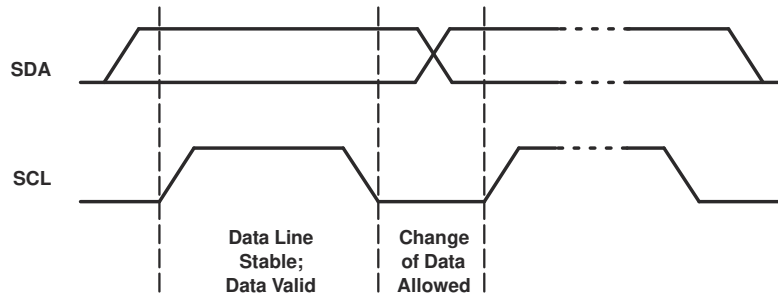 SDA
SCL
Data Line
Stable;
Data Valid
Change
of Data
Allowed